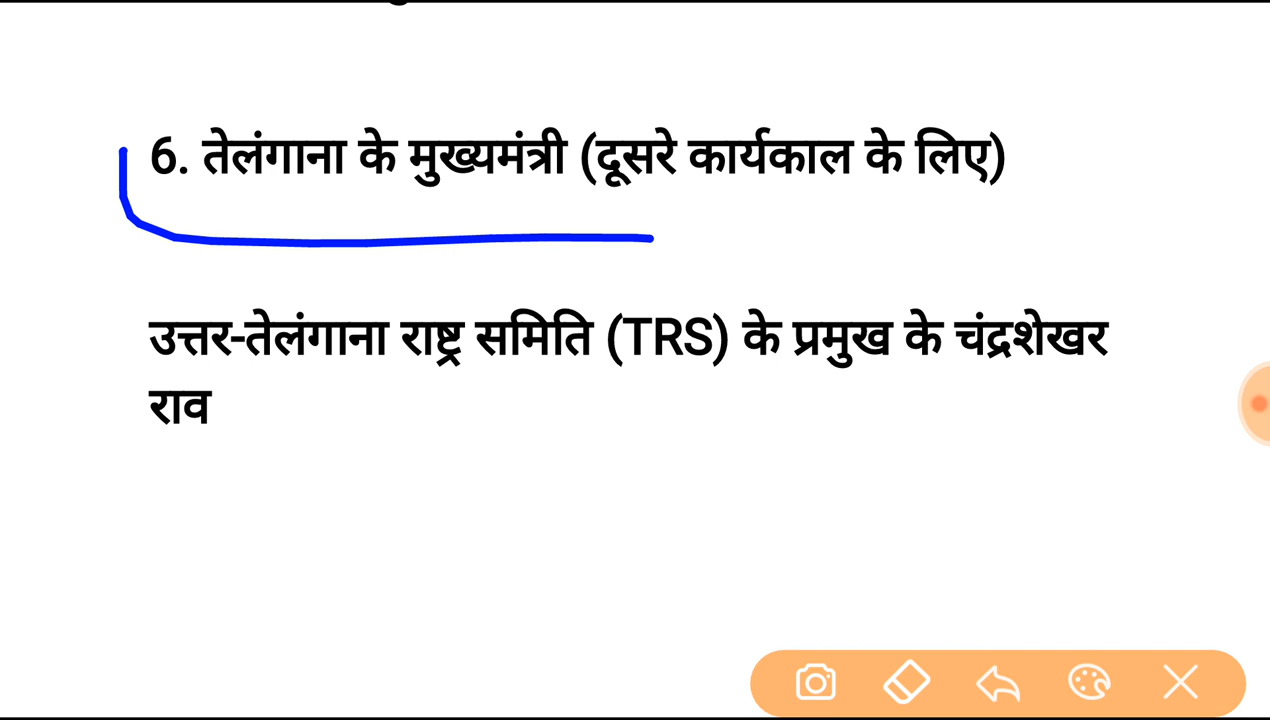 6. तेलंगाना के मुख्यमंत्री (दूसरे कार्यकाल के लिए)
उत्तर-तेलंगाना राष्ट्र समिति (TRS) के प्रमुख के चंद्रशेखर
राव